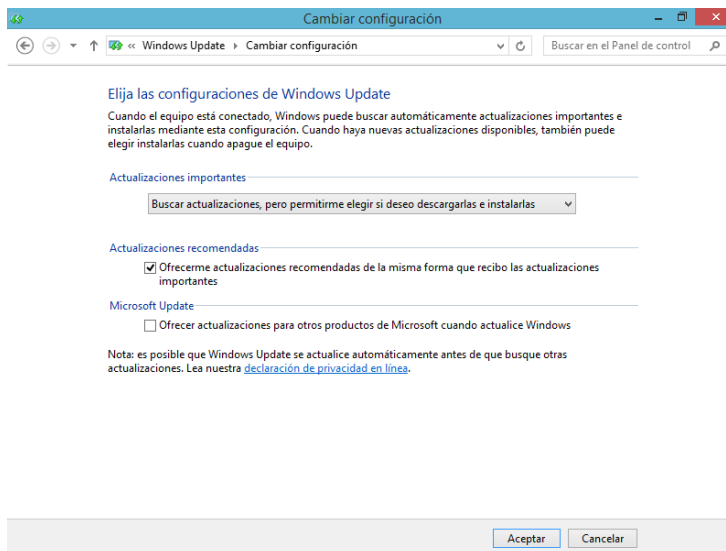 Cambiar configuración
« Windows Update Cambiar configuración
Buscar en el Panel de control
Elija las configuraciones de Windows Update
Cuando el equipo está conectado, Windows puede buscar automáticamente actualizaciones importantes e
instalarlas mediante esta configuración. Cuando haya nuevas actualizaciones disponibles, también puede
elegir instalarlas cuando apague el equipo.
Actualizaciones importantes
Buscar actualizaciones, pero permitirme elegir si deseo descargarlas e instalarlas
Actualizaciones recomendadas
Ofrecerme actualizaciones recomendadas de la misma forma que recibo las actualizaciones
importantes
Microsoft Update
Ofrecer actualizaciones para otros productos de Microsoft cuando actualice Windows
Nota: es posible que Windows Update se actualice automáticamente antes de que busque otras
actualizaciones. Lea nuestra declaración de privacidad en línea.
Aceptar
Cancelar